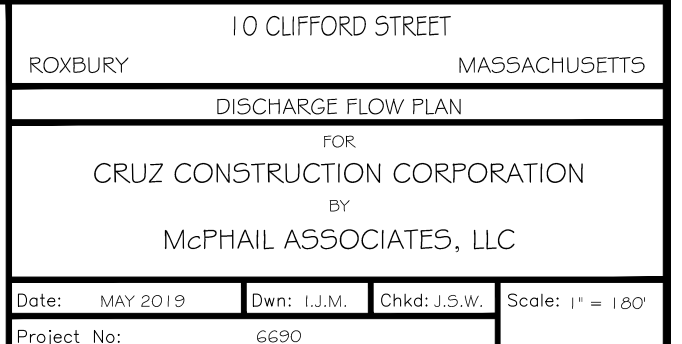 10 CLIFFORD STREET
ROXBURY MASSACHUSETTS
DISCHARGE FLOW PLAN
FOR
CRUZ CONSTRUCTION CORPORATION
BY
McPHAIL ASSOCIATES, LLC
Date: MAY 2019 Dwn: I.J.M. Chkd: J.S.W. Scale: 1" = 180'
Project No: 6690